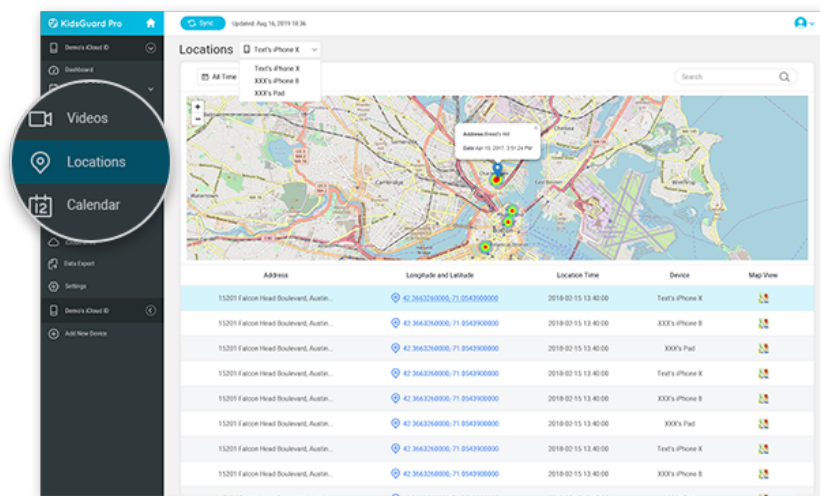 KidsGuard Pro
Sync Updated: Aug 16, 2019 10:36
Demo's iCloud ID
Dashboard
Videos
Locations
Calendar
Data Export
Settings
Demo's iCloud ID
Add New Device
Locations Text's iPhone X
Text's iPhone X
XXX's iPhone 8
XXX's Pad
All Time
Search
+
-
Address:Breed's Hill
Date:Apr 10, 2017, 3:51:24 PM
Chelsea
Somerville
Cambridge
Watertown
Winthrop
Address Longitude and Latitude Location Time Device Map View
15201 Falcon Head Boulevard, Austin... 42.3663260000,-71.0543900000 2018-02-15 13:40:00 Text's iPhone X
15201 Falcon Head Boulevard, Austin... 42.3663260000,-71.0543900000 2018-02-15 13:40:00 XXX's iPhone 8
15201 Falcon Head Boulevard, Austin... 42.3663260000,-71.0543900000 2018-02-15 13:40:00 XXX's Pad
15201 Falcon Head Boulevard, Austin... 42.3663260000,-71.0543900000 2018-02-15 13:40:00 Text's iPhone X
15201 Falcon Head Boulevard, Austin... 42.3663260000,-71.0543900000 2018-02-15 13:40:00 XXX's iPhone 8
15201 Falcon Head Boulevard, Austin... 42.3663260000,-71.0543900000 2018-02-15 13:40:00 XXX's Pad
15201 Falcon Head Boulevard, Austin... 42.3663260000,-71.0543900000 2018-02-15 13:40:00 Text's iPhone X
15201 Falcon Head Boulevard, Austin... 42.3663260000,-71.0543900000 2018-02-15 13:40:00 XXX's iPhone 8